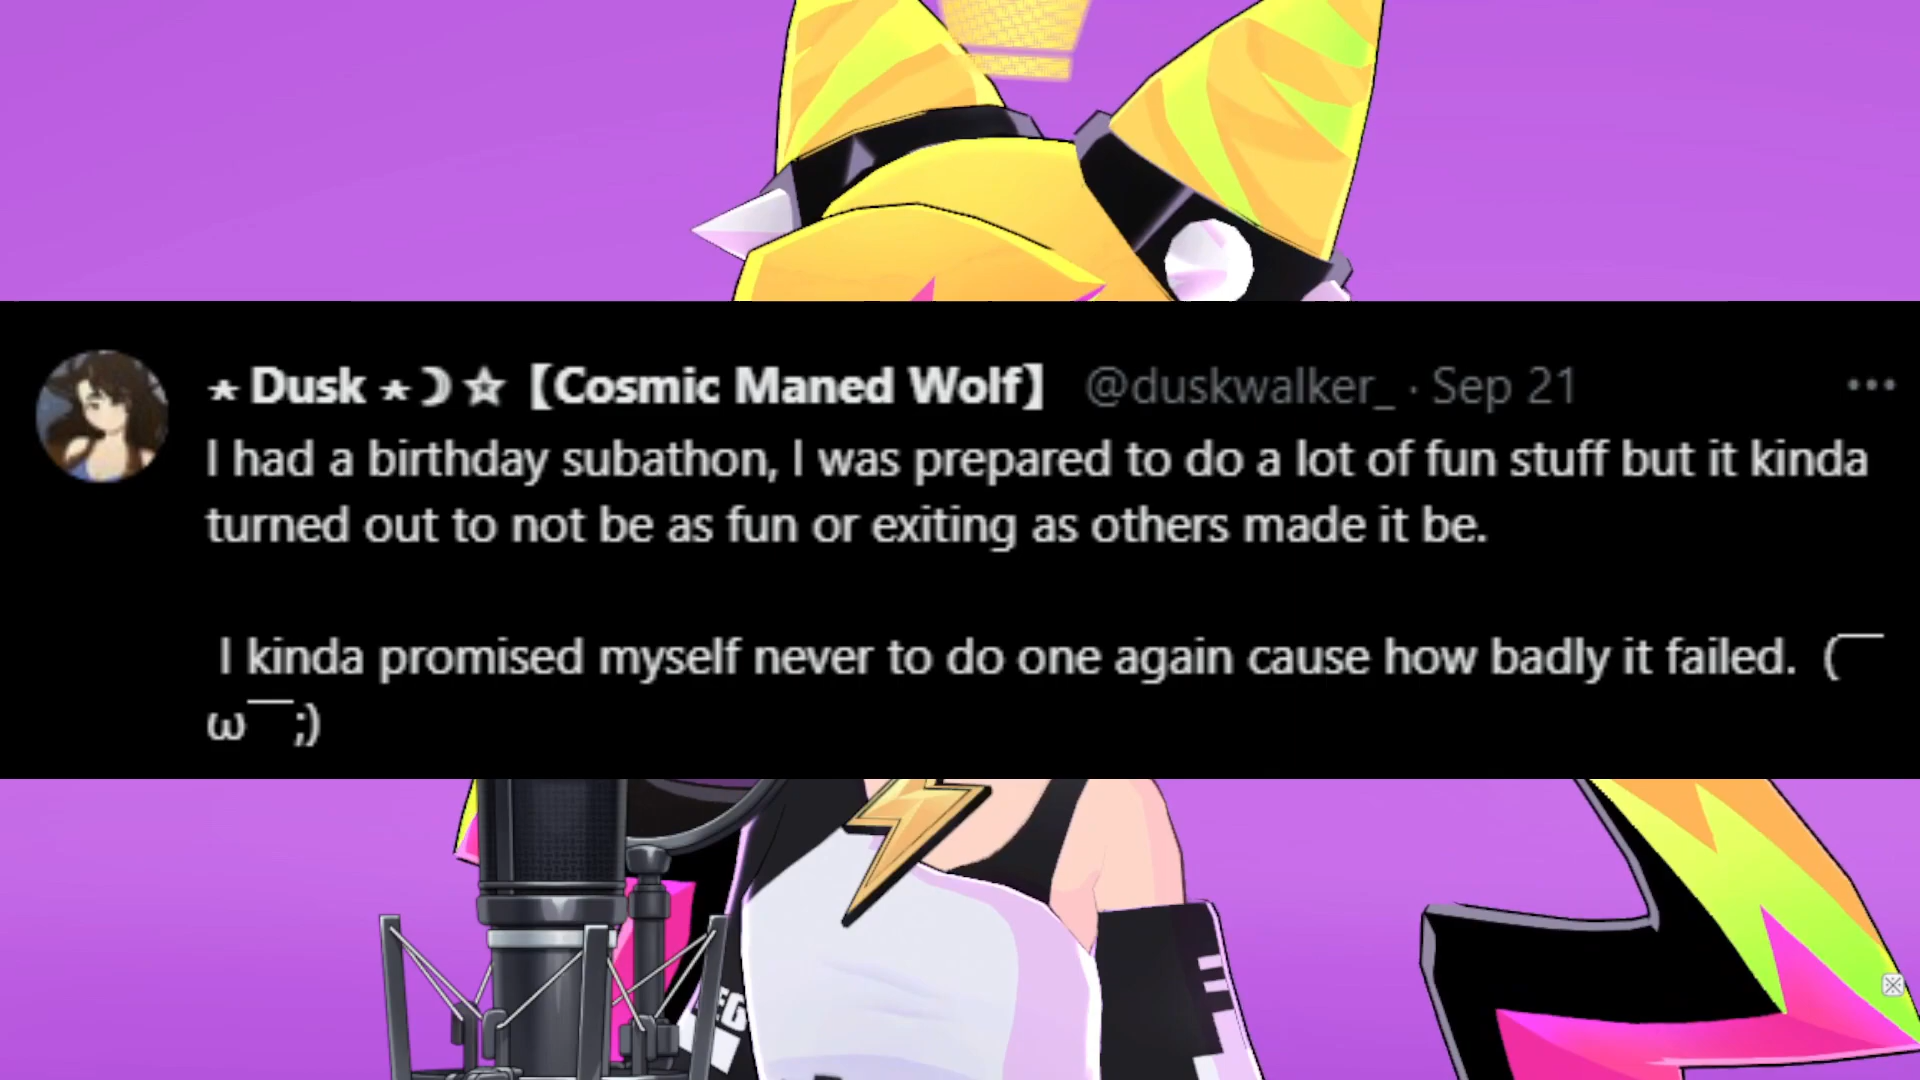 ⋆ Dusk ⋆☽☆【Cosmic Maned Wolf】 @duskwalker_ · Sep 21
I had a birthday subathon, I was prepared to do a lot of fun stuff but it kinda
turned out to not be as fun or exiting as others made it be.
I kinda promised myself never to do one again cause how badly it failed. (￣
ω￣;)